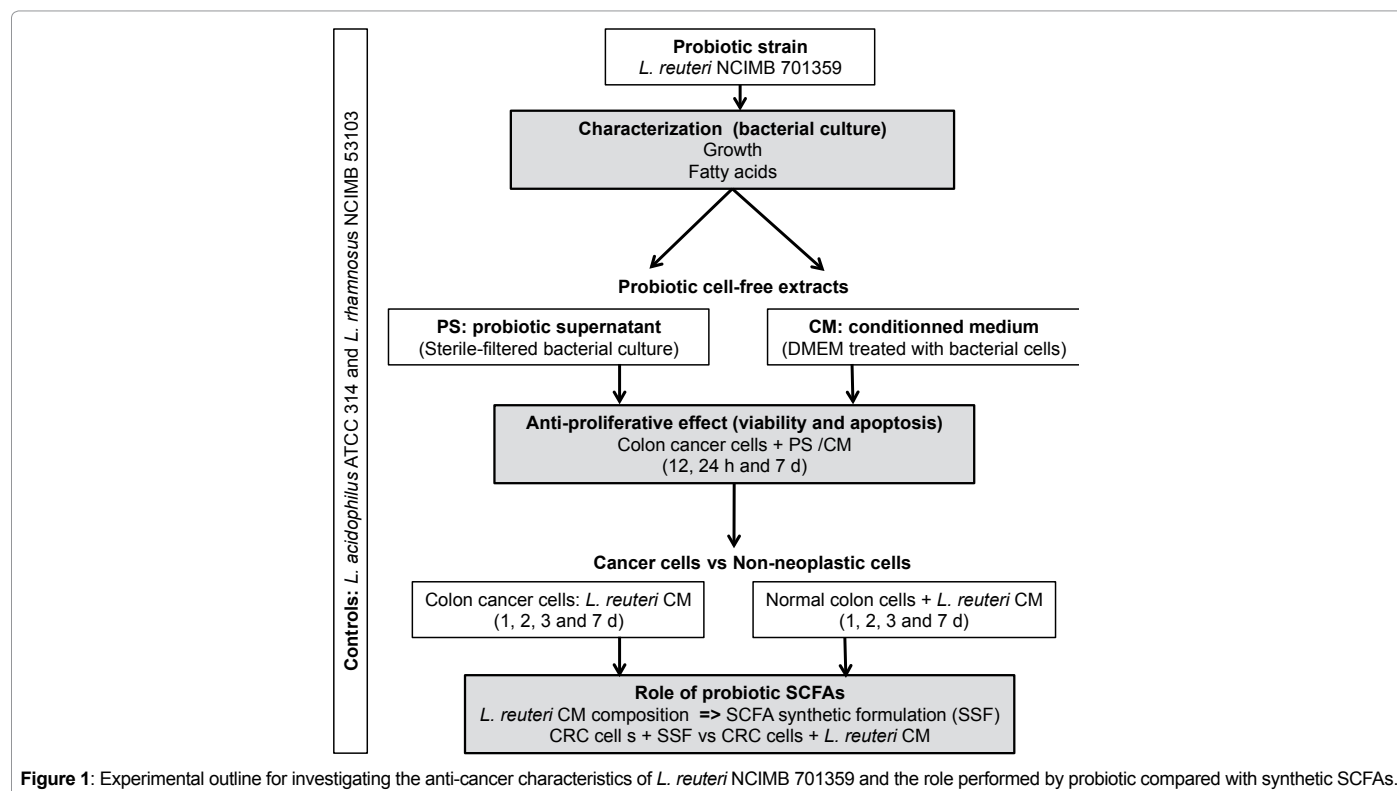 Controls: L. acidophilus ATCC 314 and L. rhamnosus NCIMB 53103
Probiotic strain
L. reuteri NCIMB 701359
Characterization (bacterial culture)
Growth
Fatty acids
Probiotic cell-free extracts
PS: probiotic supernatant
(Sterile-filtered bacterial culture)
CM: conditionned medium
(DMEM treated with bacterial cells)
Anti-proliferative effect (viability and apoptosis)
Colon cancer cells + PS /CM
(12, 24 h and 7 d)
Cancer cells vs Non-neoplastic cells
Colon cancer cells: L. reuteri CM
(1, 2, 3 and 7 d)
Normal colon cells + L. reuteri CM
(1, 2, 3 and 7 d)
Role of probiotic SCFAs
L. reuteri CM composition => SCFA synthetic formulation (SSF)
CRC cell s + SSF vs CRC cells + L. reuteri CM
Figure 1: Experimental outline for investigating the anti-cancer characteristics of L. reuteri NCIMB 701359 and the role performed by probiotic compared with synthetic SCFAs.